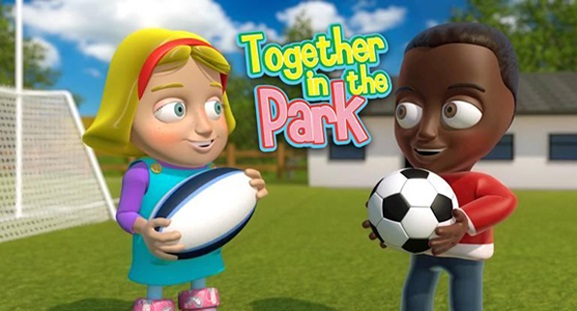 Together
in the
Park